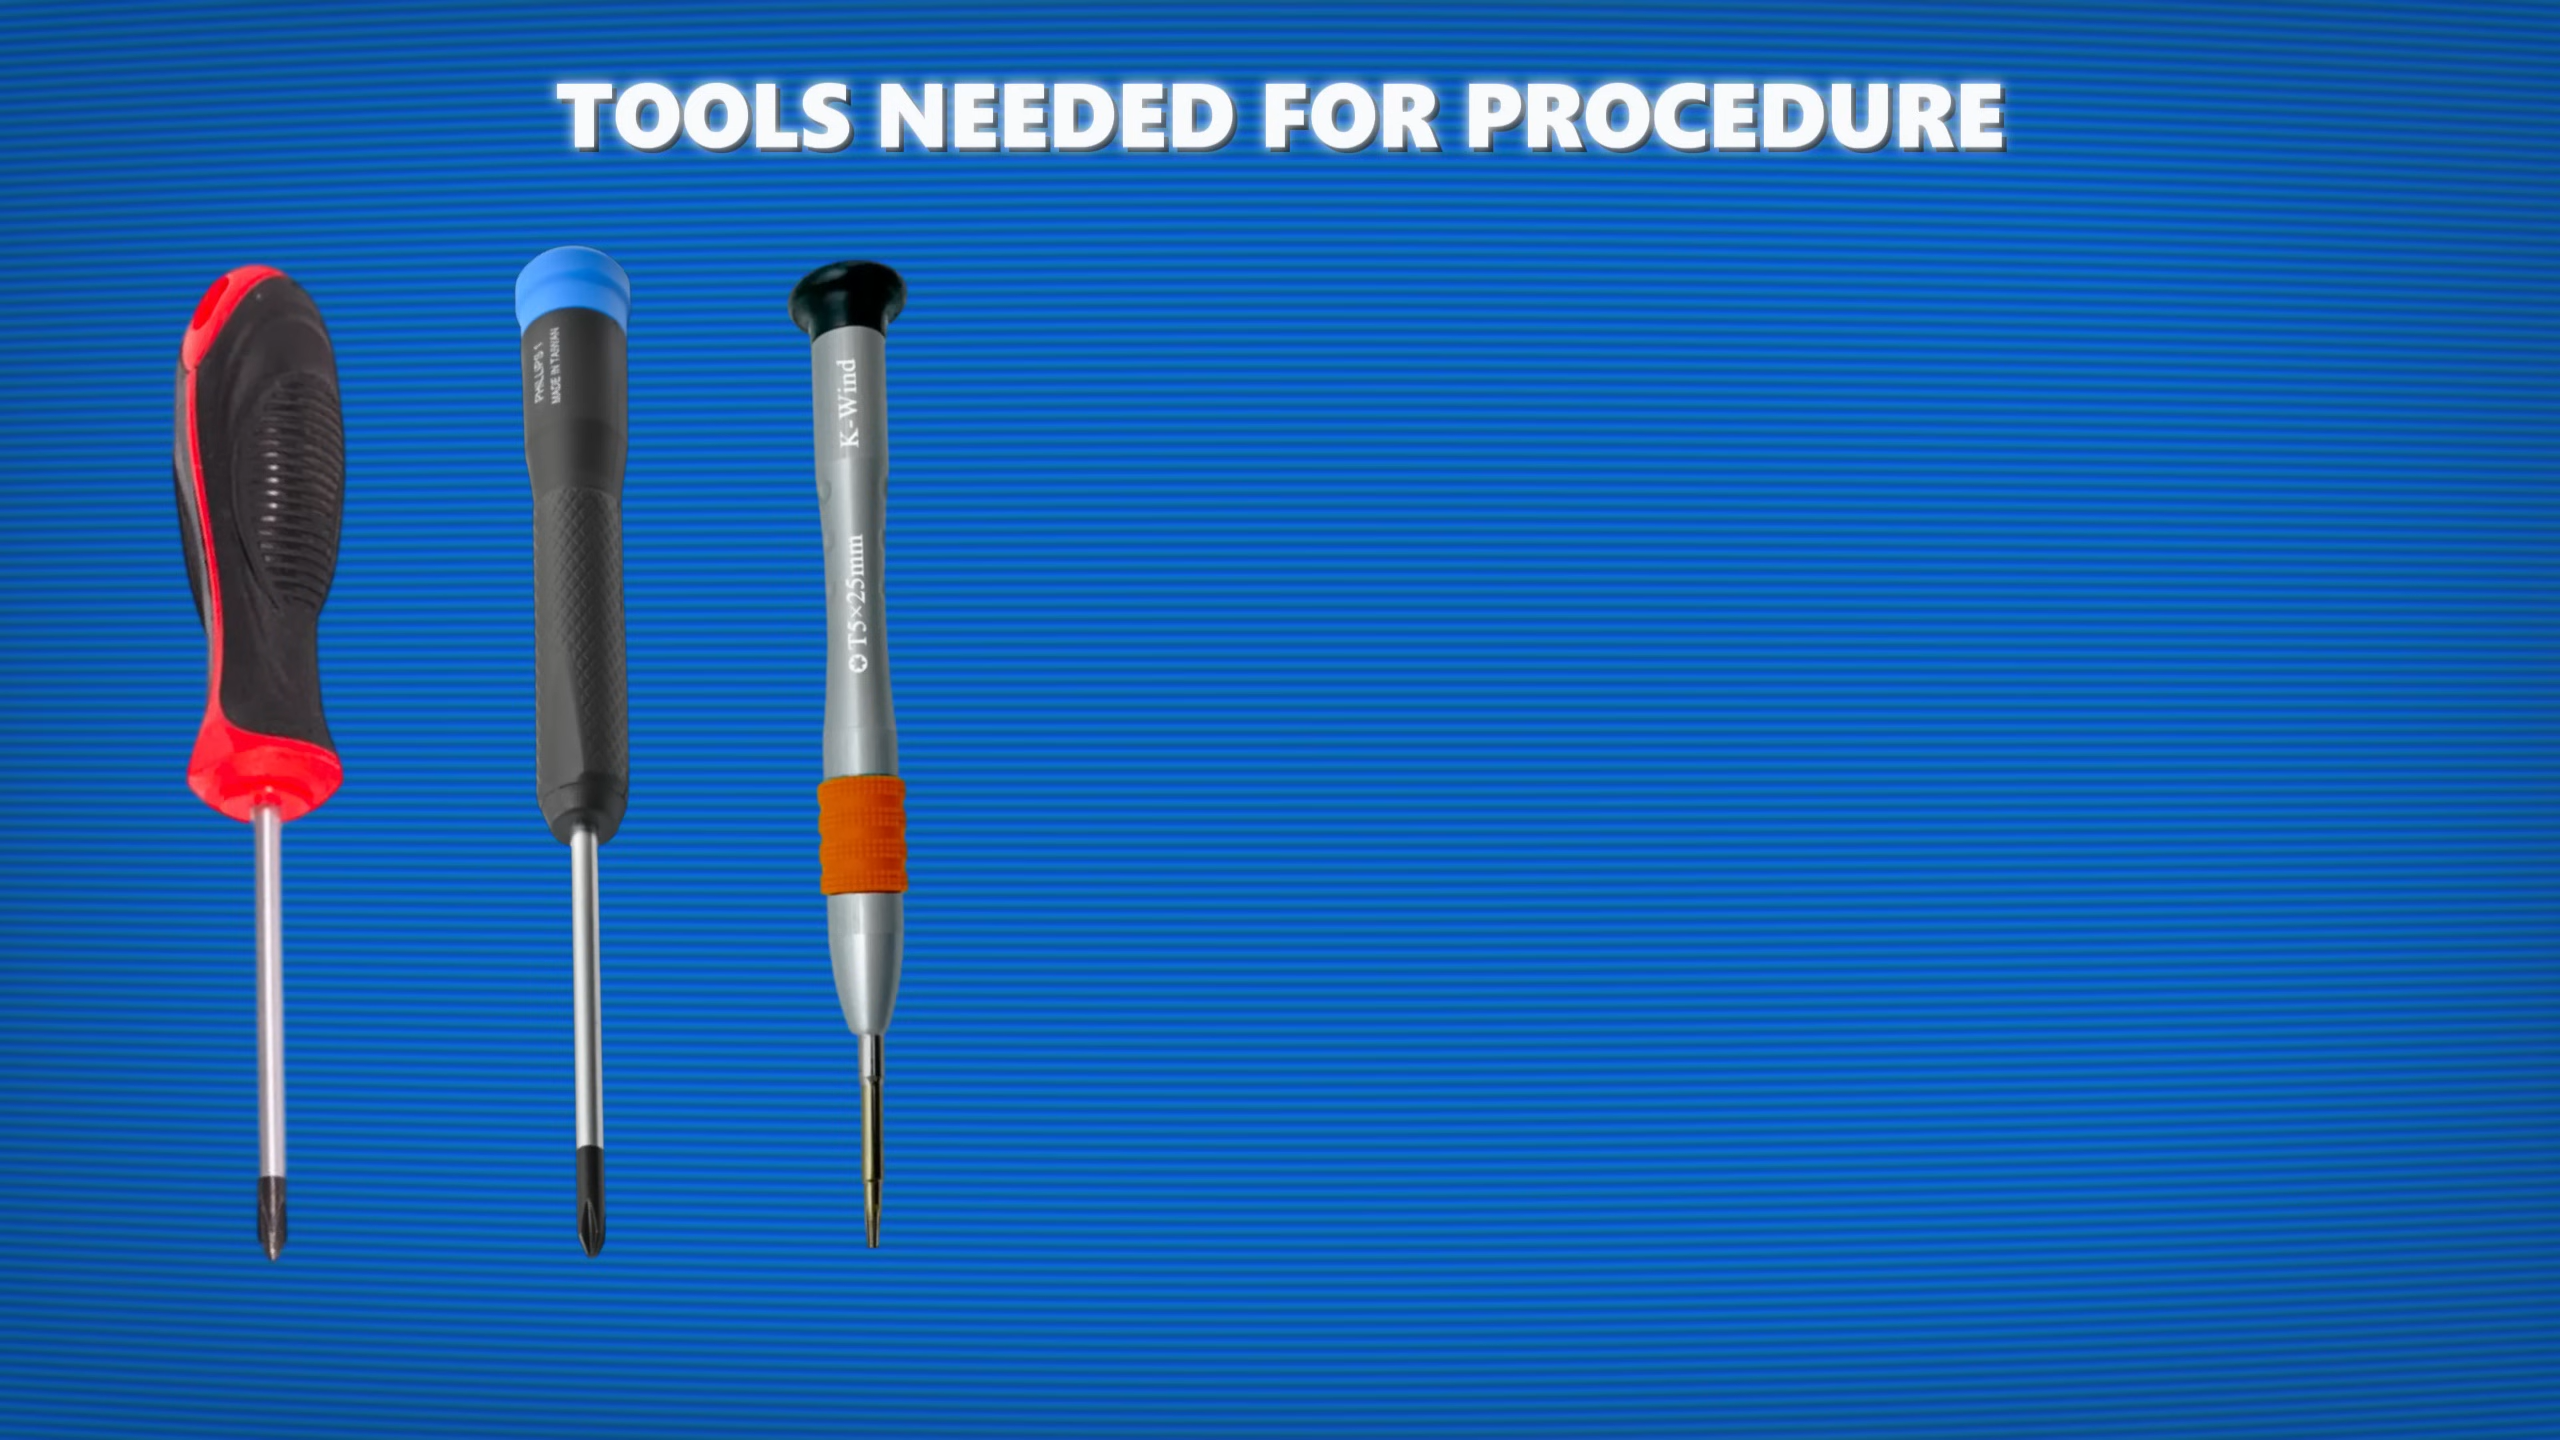 TOOLS NEEDED FOR PROCEDURE
PHILLIPS 1
MADE IN TAIWAN
K-Wind
T5×25mm